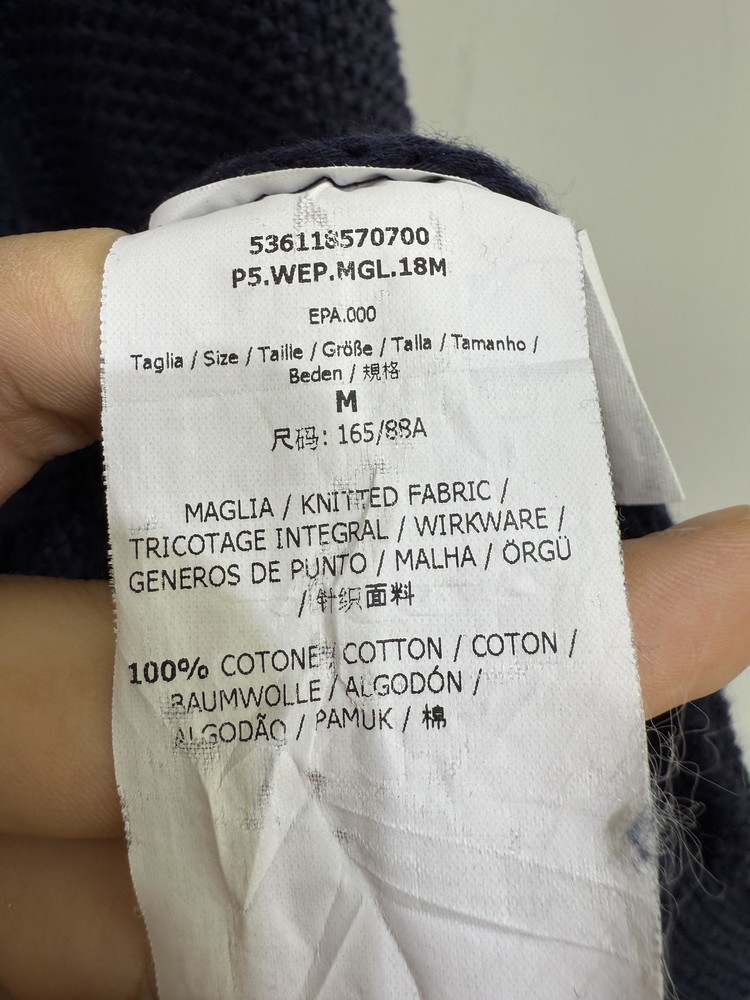 536118570700
P5.WEP.MGL.18M
EPA.000
Taglia / Size / Taille / Größe / Talla / Tamanho /
Beden / 規格
M
尺码: 165/88A
MAGLIA / KNITTED FABRIC /
TRICOTAGE INTEGRAL / WIRKWARE /
GENEROS DE PUNTO / MALHA / ÖRGÜ
/ 针织面料
100% COTONE / COTTON / COTON /
BAUMWOLLE / ALGODÓN /
ALGODÃO / PAMUK / 棉